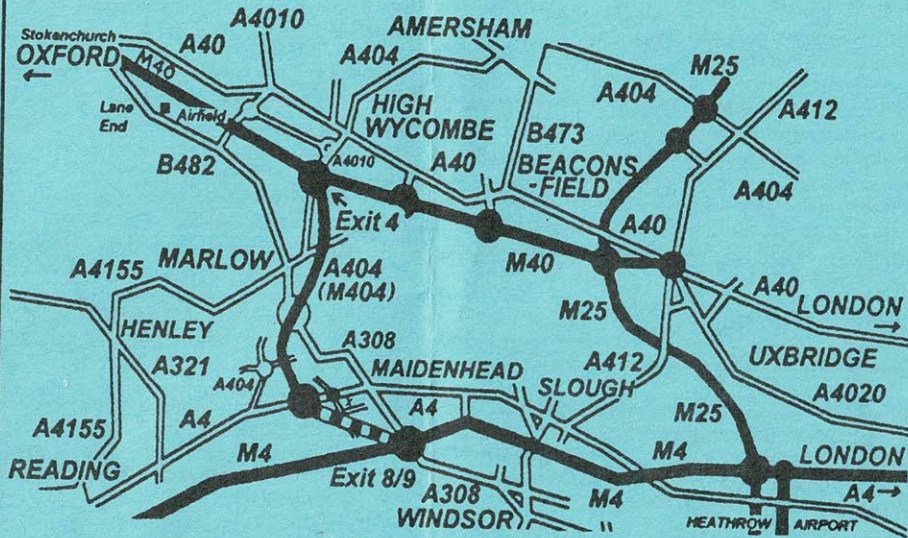 A4010
AMERSHAM
Stokenchurch
A40
OXFORD
M40
A404
M25
A404
A412
Lane
End
Airfield
HIGH
WYCOMBE
B473
B482
A4010
A40
BEACONS
-FIELD
A404
Exit 4
A40
MARLOW
A404
(M404)
M40
A4155
A40
LONDON
M25
HENLEY
A308
A321
A404
MAIDENHEAD
A412
SLOUGH
UXBRIDGE
A4020
A4155
A4
A4
M25
READING
M4
M4
LONDON
Exit 8/9
A308
M4
A4
WINDSOR
HEATHROW
AIRPORT